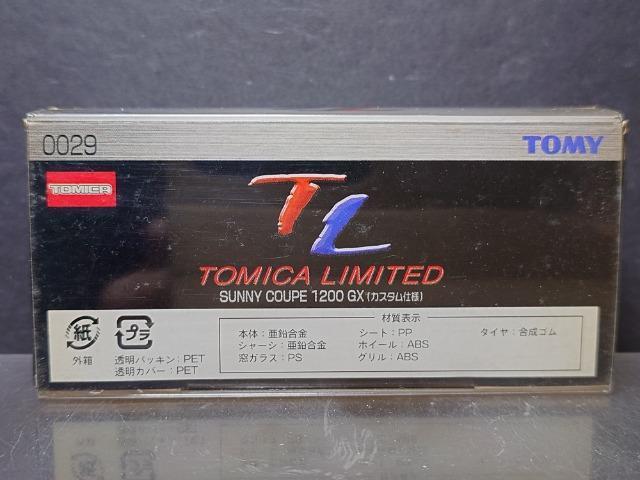 0029
TOMY
TOMICA
TL
TOMICA LIMITED
SUNNY COUPE 1200 GX(カスタム仕様)
材質表示
紙
外箱
プラ
透明パッキン:PET
透明カバー:PET
本体:亜鉛合金
シャーシ:亜鉛合金
窓ガラス:PS
シート:PP
ホイール:ABS
グリル:ABS
タイヤ:合成ゴム